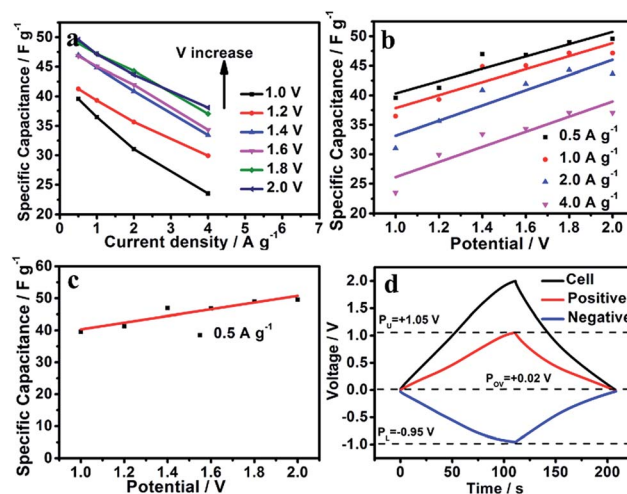 a
V increase
1.0 V
1.2 V
1.4 V
1.6 V
1.8 V
2.0 V
Specific Capacitance / F g⁻¹
50
45
40
35
30
25
20
0 1 2 3 4 5 6 7
Current density / A g⁻¹
b
0.5 A g⁻¹
1.0 A g⁻¹
2.0 A g⁻¹
4.0 A g⁻¹
Specific Capacitance / F g⁻¹
55
50
45
40
35
30
25
20
1.0 1.2 1.4 1.6 1.8 2.0
Potential / V
c
0.5 A g⁻¹
Specific Capacitance / F g⁻¹
60
50
40
30
20
10
0
1.0 1.2 1.4 1.6 1.8 2.0
Potential / V
d
Cell
Positive
Negative
P_U=+1.05 V
P_OV=+0.02 V
P_L=-0.95 V
Voltage / V
2.0
1.5
1.0
0.5
0.0
-0.5
-1.0
0 50 100 150 200
Time / s